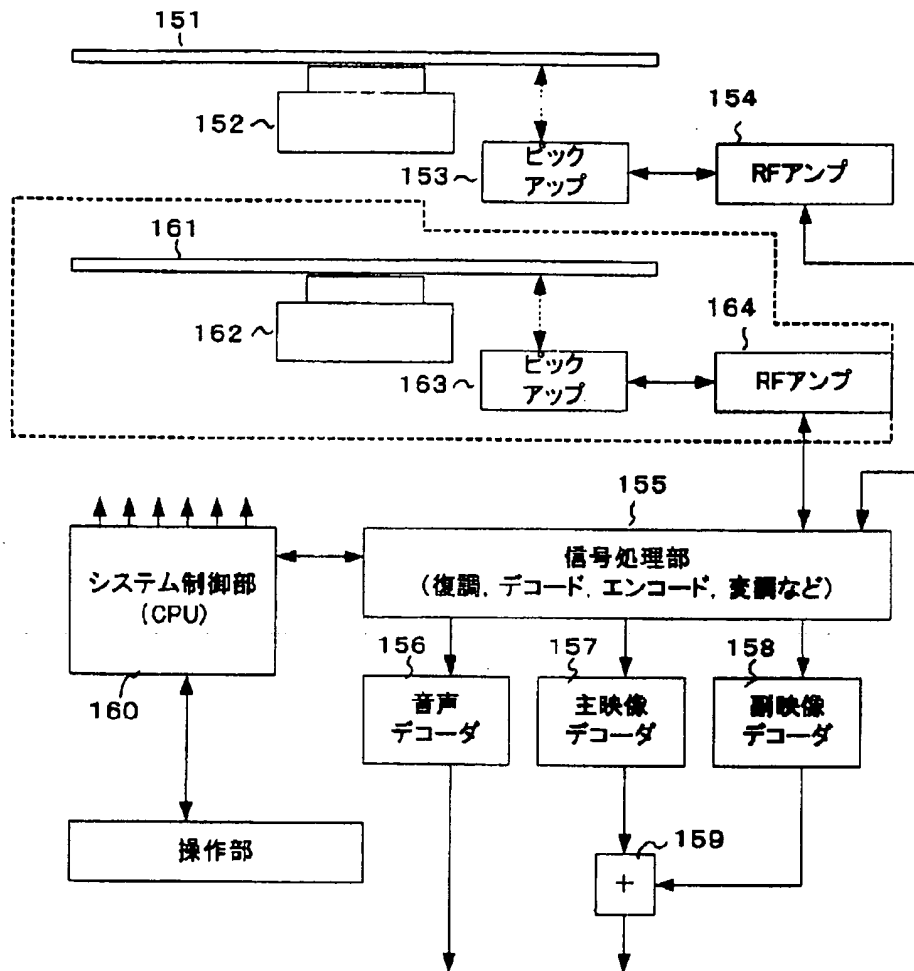 151
152
ピック
アップ
153
154
RFアンプ
161
162
ピック
アップ
163
164
RFアンプ
155
信号処理部
(復調, デコード, エンコード, 変調など)
システム制御部
(CPU)
160
156
音声
デコーダ
157
主映像
デコーダ
158
副映像
デコーダ
操作部
159
+